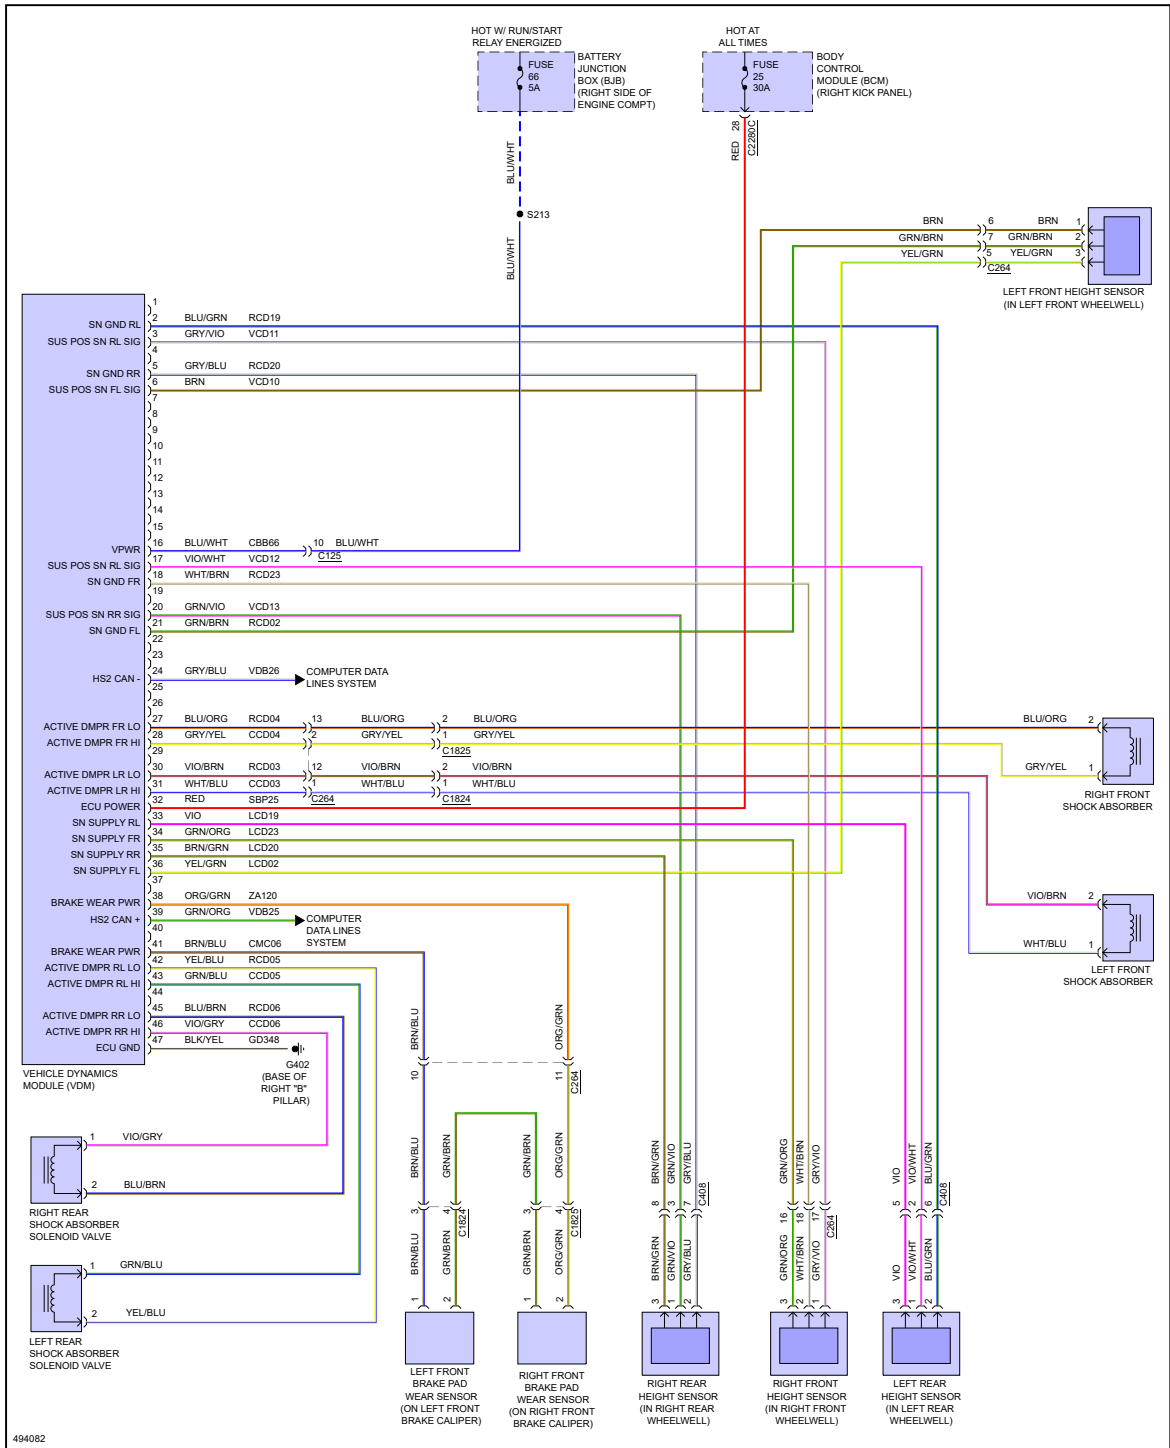 HOT W/ RUN/START
RELAY ENERGIZED
HOT AT
ALL TIMES
FUSE
66
5A
BATTERY
JUNCTION
BOX (BJB)
(RIGHT SIDE OF
ENGINE COMPT)
FUSE
25
30A
BODY
CONTROL
MODULE (BCM)
(RIGHT KICK PANEL)
28
C2280C
RED
BLU/WHT
S213
BLU/WHT
BRN 6 BRN 1
GRN/BRN 7 GRN/BRN 2
YEL/GRN 5 YEL/GRN 3
C264
LEFT FRONT HEIGHT SENSOR
(IN LEFT FRONT WHEELWELL)
1
SN GND RL 2 BLU/GRN RCD19
SUS POS SN RL SIG 3 GRY/VIO VCD11
4
SN GND RR 5 GRY/BLU RCD20
SUS POS SN FL SIG 6 BRN VCD10
7
8
9
10
11
12
13
14
15
VPWR 16 BLU/WHT CBB66 10 BLU/WHT
C125
SUS POS SN RL SIG 17 VIO/WHT VCD12
SN GND FR 18 WHT/BRN RCD23
19
SUS POS SN RR SIG 20 GRN/VIO VCD13
SN GND FL 21 GRN/BRN RCD02
22
23
HS2 CAN - 24 GRY/BLU VDB26 COMPUTER DATA
LINES SYSTEM
25
26
ACTIVE DMPR FR LO 27 BLU/ORG RCD04 13 BLU/ORG 2 BLU/ORG BLU/ORG 2
ACTIVE DMPR FR HI 28 GRY/YEL CCD04 2 GRY/YEL 1 GRY/YEL
C1825
29
GRY/YEL 1
ACTIVE DMPR LR LO 30 VIO/BRN RCD03 12 VIO/BRN 2 VIO/BRN
ACTIVE DMPR LR HI 31 WHT/BLU CCD03 1 WHT/BLU 1 WHT/BLU
C264 C1824
RIGHT FRONT
SHOCK ABSORBER
ECU POWER 32 RED SBP25
SN SUPPLY RL 33 VIO LCD19
SN SUPPLY FR 34 GRN/ORG LCD23
SN SUPPLY RR 35 BRN/GRN LCD20
SN SUPPLY FL 36 YEL/GRN LCD02
37
BRAKE WEAR PWR 38 ORG/GRN ZA120
HS2 CAN + 39 GRN/ORG VDB25 COMPUTER
DATA LINES
SYSTEM
40
VIO/BRN 2
WHT/BLU 1
LEFT FRONT
SHOCK ABSORBER
BRAKE WEAR PWR 41 BRN/BLU CMC06
ACTIVE DMPR RL LO 42 YEL/BLU RCD05
ACTIVE DMPR RL HI 43 GRN/BLU CCD05
44
ACTIVE DMPR RR LO 45 BLU/BRN RCD06
ACTIVE DMPR RR HI 46 VIO/GRY CCD06
ECU GND 47 BLK/YEL GD348
VEHICLE DYNAMICS
MODULE (VDM)
G402
(BASE OF
RIGHT "B"
PILLAR)
BRN/BLU ORG/GRN
10 11 C264
1 VIO/GRY
2 BLU/BRN
RIGHT REAR
SHOCK ABSORBER
SOLENOID VALVE
1 GRN/BLU
2 YEL/BLU
LEFT REAR
SHOCK ABSORBER
SOLENOID VALVE
BRN/BLU GRN/BRN GRN/BRN ORG/GRN
3 4 C1824 3 4 C1825
BRN/BLU GRN/BRN GRN/BRN ORG/GRN
1 2 1 2
BRN/GRN GRN/VIO GRY/BLU
8 3 7 C408
BRN/GRN GRN/VIO GRY/BLU
3 1 2
GRN/ORG WHT/BRN GRY/VIO
16 18 17 C264
GRN/ORG WHT/BRN GRY/VIO
3 2 1
VIO VIO/WHT BLU/GRN
5 2 6 C408
VIO VIO/WHT BLU/GRN
3 1 2
LEFT FRONT
BRAKE PAD
WEAR SENSOR
(ON LEFT FRONT
BRAKE CALIPER)
RIGHT FRONT
BRAKE PAD
WEAR SENSOR
(ON RIGHT FRONT
BRAKE CALIPER)
RIGHT REAR
HEIGHT SENSOR
(IN RIGHT REAR
WHEELWELL)
RIGHT FRONT
HEIGHT SENSOR
(IN RIGHT FRONT
WHEELWELL)
LEFT REAR
HEIGHT SENSOR
(IN LEFT REAR
WHEELWELL)
494082